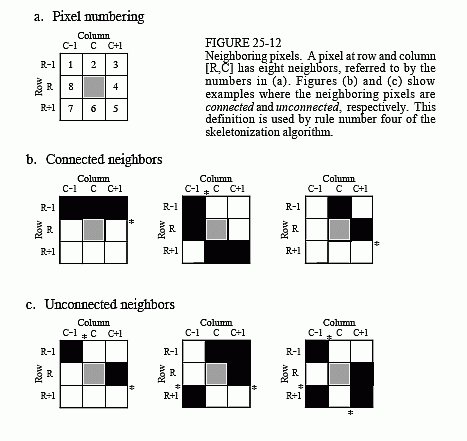 a. Pixel numbering
Column
C−1 C C+1
R−1 1 2 3
Row R 8 4
R+1 7 6 5
FIGURE 25-12
Neighboring pixels. A pixel at row and column
[R,C] has eight neighbors, referred to by the
numbers in (a). Figures (b) and (c) show
examples where the neighboring pixels are
connected and unconnected, respectively. This
definition is used by rule number four of the
skeletonization algorithm.
b. Connected neighbors
Column Column Column
C−1 C C+1 C−1 * C C+1 C−1 C C+1
R−1 R−1 R−1
*
Row R Row R Row R
*
R+1 R+1 R+1
c. Unconnected neighbors
Column Column Column
C−1 * C C+1 C−1 C C+1 C−1 * C C+1
R−1 R−1 R−1
Row R Row R Row R
* * * * *
R+1 R+1 R+1
*